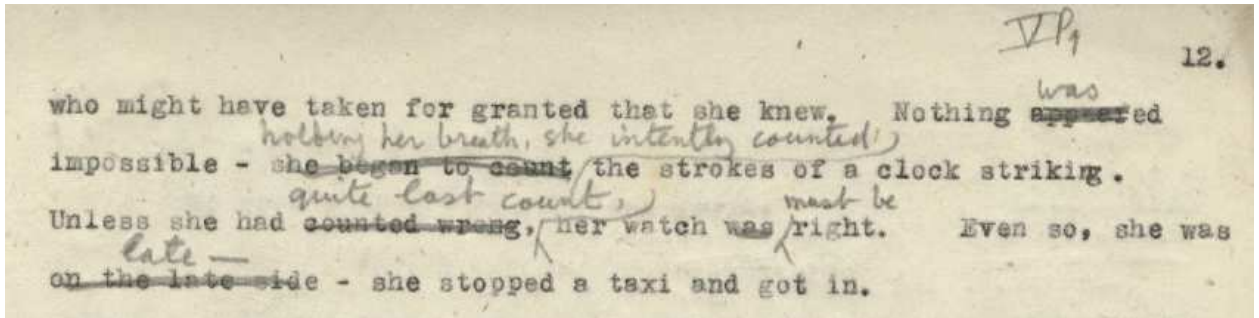 VP1
12.
was
who might have taken for granted that she knew. Nothing appeared
holding her breath, she intently counted
impossible - she began to count the strokes of a clock striking.
quite lost count, must be
Unless she had counted wrong, her watch was right. Even so, she was
late —
on the late side - she stopped a taxi and got in.